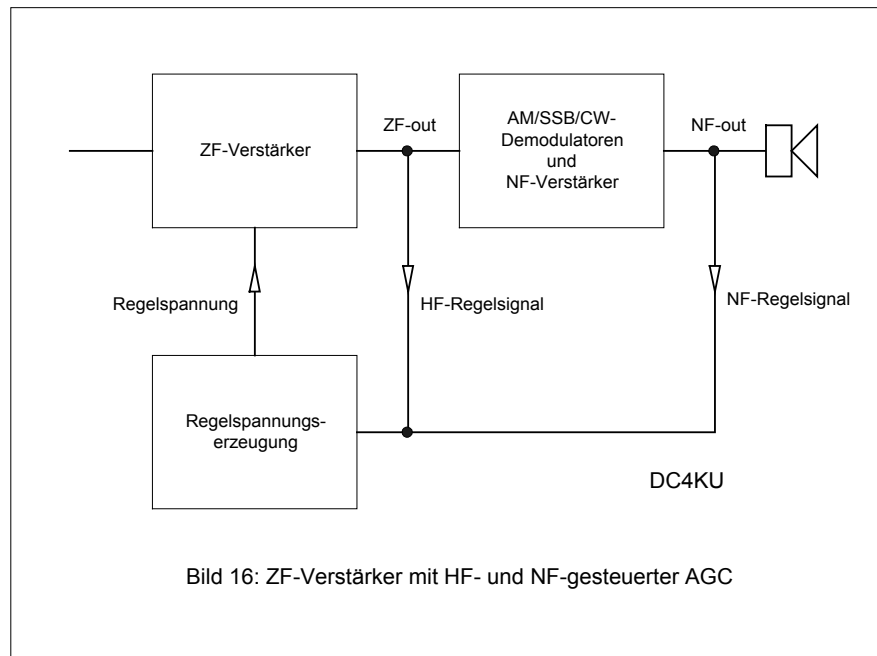 ZF-Verstärker
ZF-out
AM/SSB/CW-
Demodulatoren
und
NF-Verstärker
NF-out
Regelspannung
HF-Regelsignal
NF-Regelsignal
Regelspannungs-
erzeugung
DC4KU
Bild 16: ZF-Verstärker mit HF- und NF-gesteuerter AGC